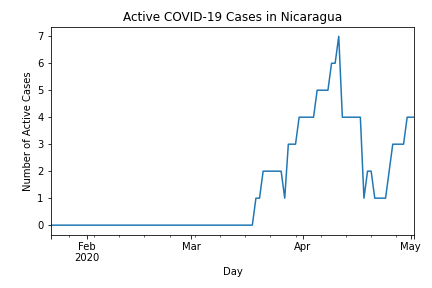 Active COVID-19 Cases in Nicaragua
Number of Active Cases
7
6
5
4
3
2
1
0
Feb Mar Apr May
2020
Day